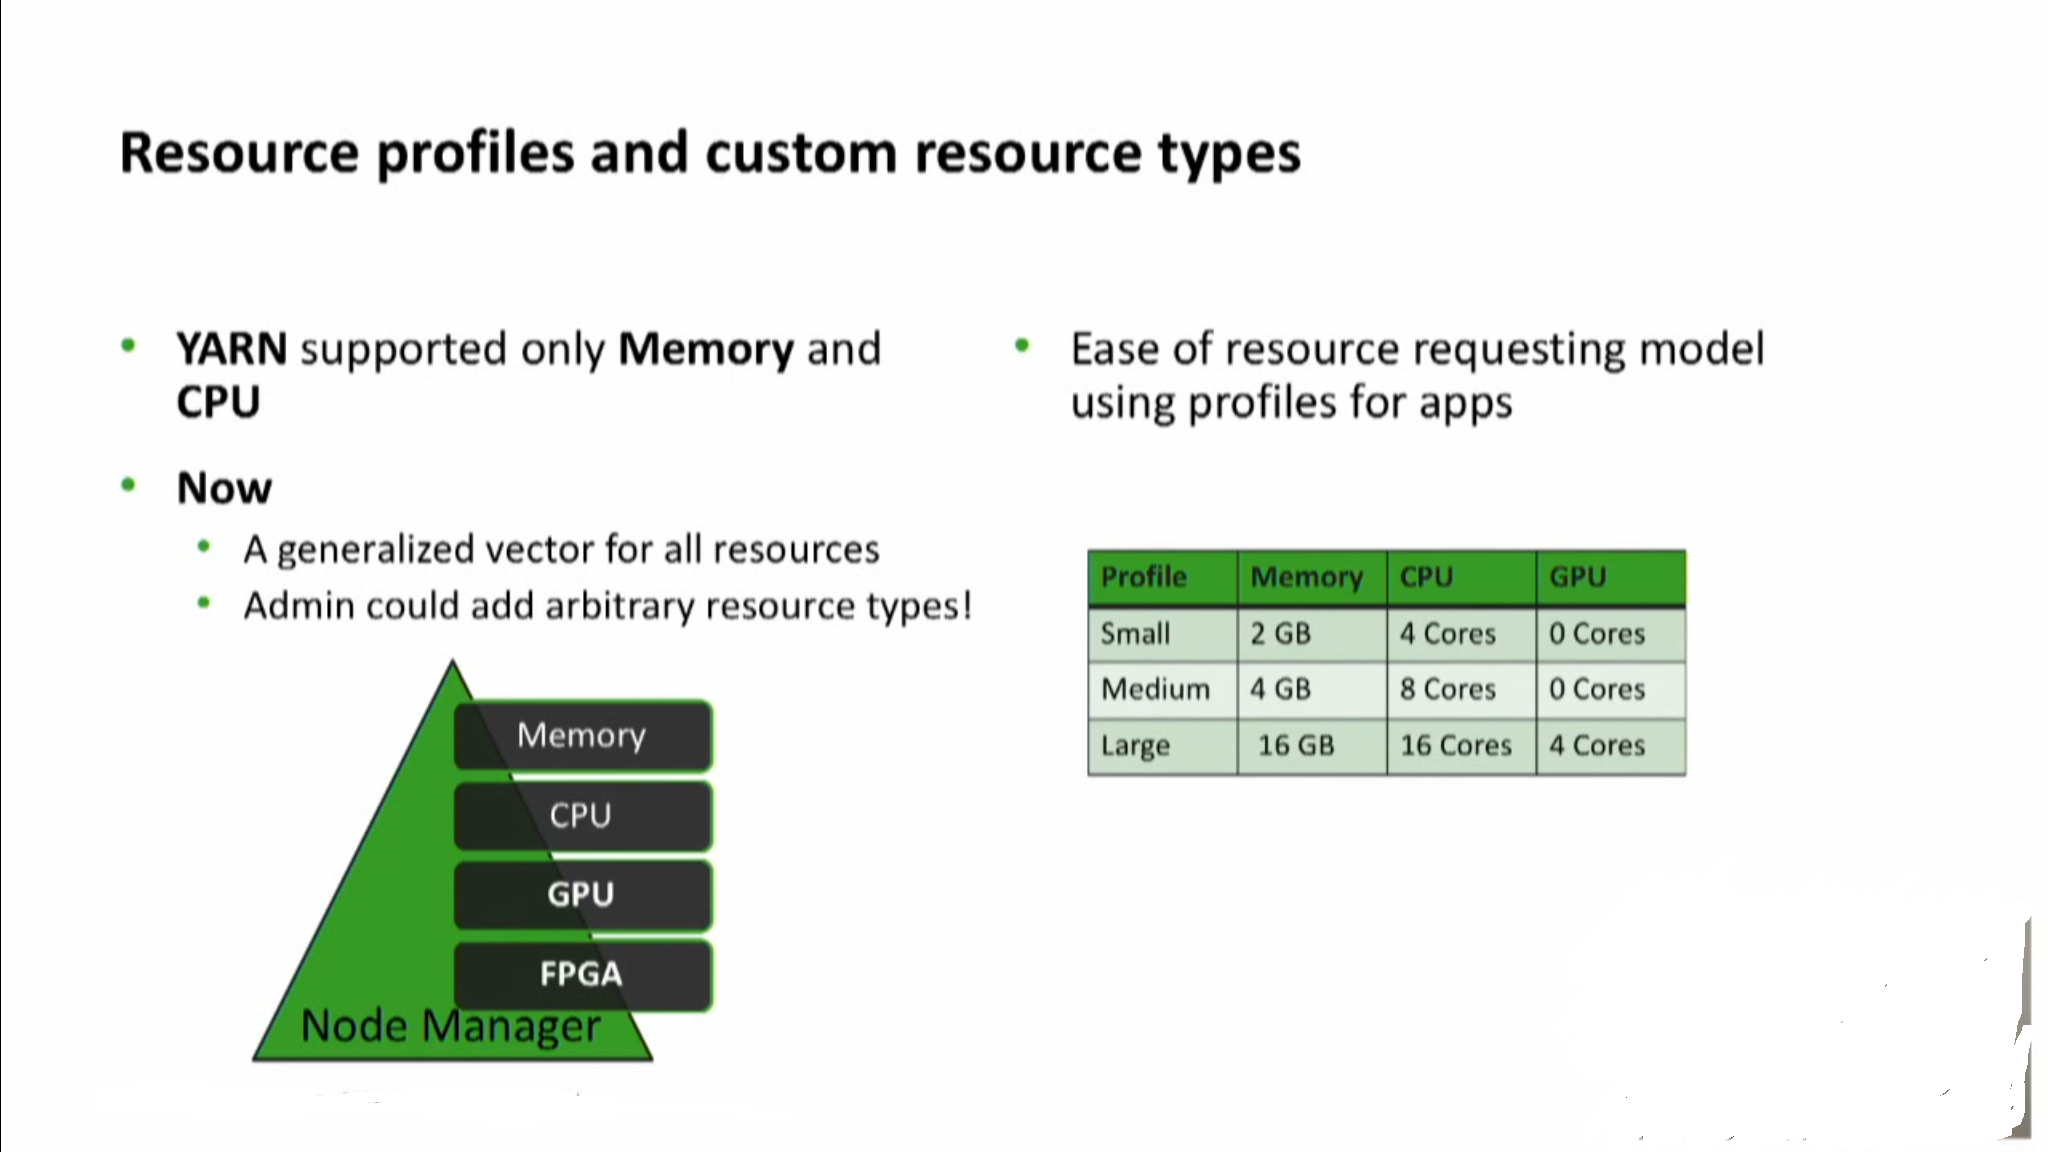 Resource profiles and custom resource types
• YARN supported only Memory and
CPU
• Now
• A generalized vector for all resources
• Admin could add arbitrary resource types!
Memory
CPU
GPU
FPGA
Node Manager
• Ease of resource requesting model
using profiles for apps
Profile Memory CPU GPU
Small 2 GB 4 Cores 0 Cores
Medium 4 GB 8 Cores 0 Cores
Large 16 GB 16 Cores 4 Cores